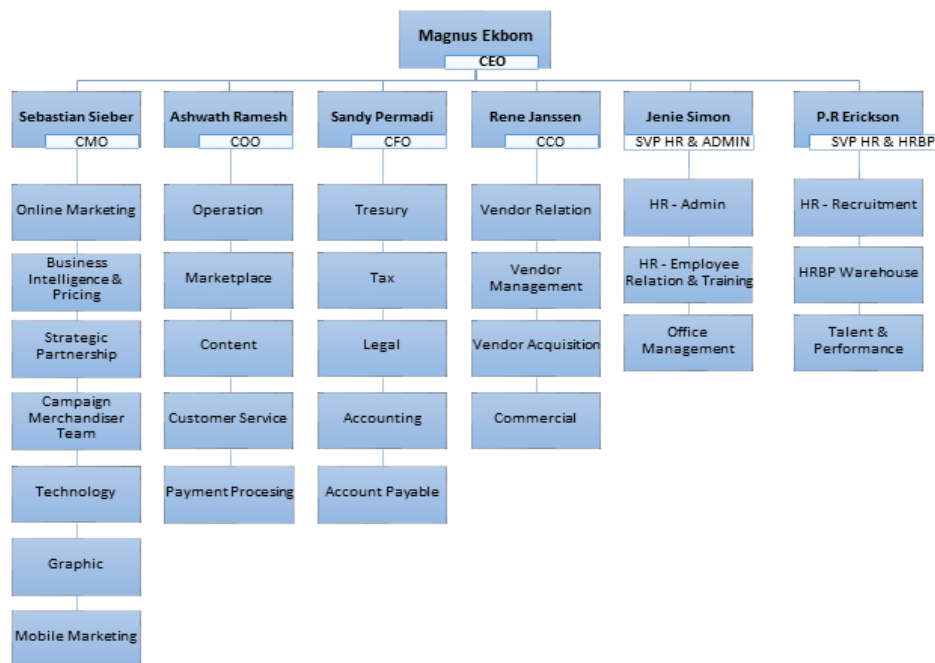 Magnus Ekbom
CEO
Sebastian Sieber
CMO
Ashwath Ramesh
COO
Sandy Permadi
CFO
Rene Janssen
CCO
Jenie Simon
SVP HR & ADMIN
P.R Erickson
SVP HR & HRBP
Online Marketing
Business
Intelligence &
Pricing
Strategic
Partnership
Campaign
Merchandiser
Team
Technology
Graphic
Mobile Marketing
Operation
Marketplace
Content
Customer Service
Payment Procesing
Tresury
Tax
Legal
Accounting
Account Payable
Vendor Relation
Vendor
Management
Vendor Acquisition
Commercial
HR - Admin
HR - Employee
Relation & Training
Office
Management
HR - Recruitment
HRBP Warehouse
Talent &
Performance